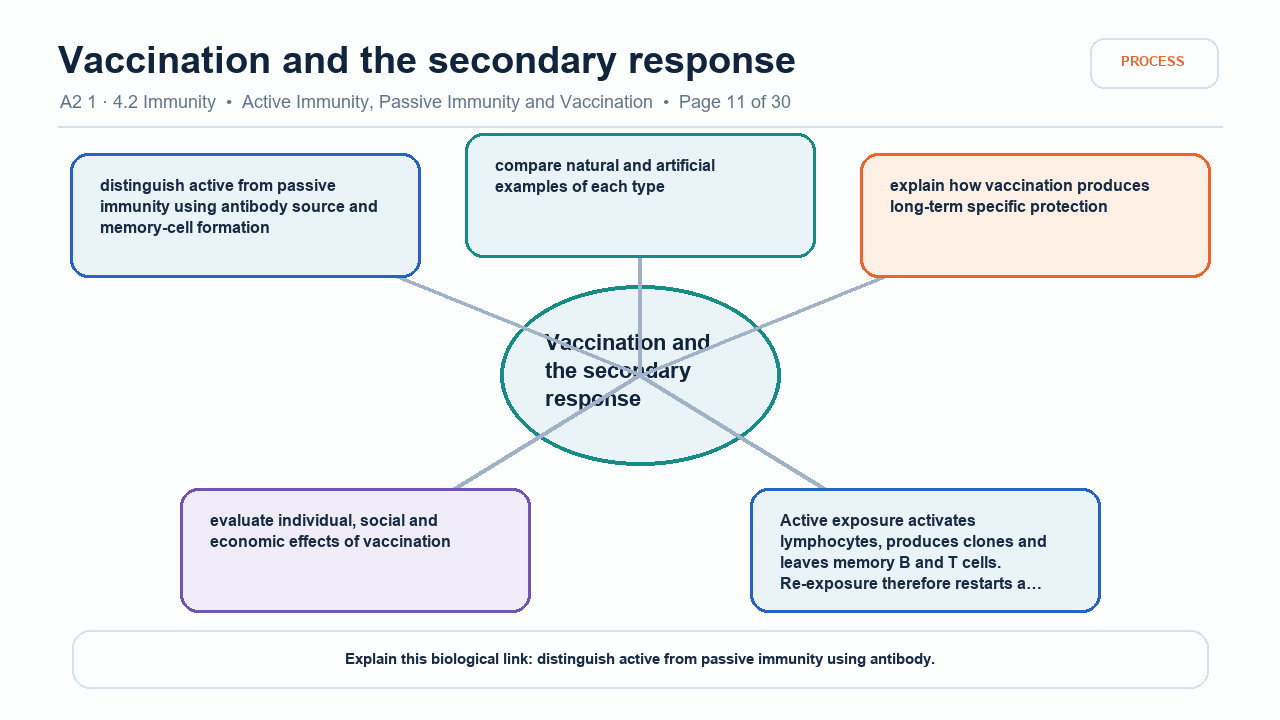 Vaccination and the secondary response
PROCESS
A2 1 · 4.2 Immunity • Active Immunity, Passive Immunity and Vaccination • Page 11 of 30
distinguish active from passive
immunity using antibody source and
memory-cell formation
compare natural and artificial
examples of each type
explain how vaccination produces
long-term specific protection
Vaccination and
the secondary
response
evaluate individual, social and
economic effects of vaccination
Active exposure activates
lymphocytes, produces clones and
leaves memory B and T cells.
Re-exposure therefore restarts a…
Explain this biological link: distinguish active from passive immunity using antibody.